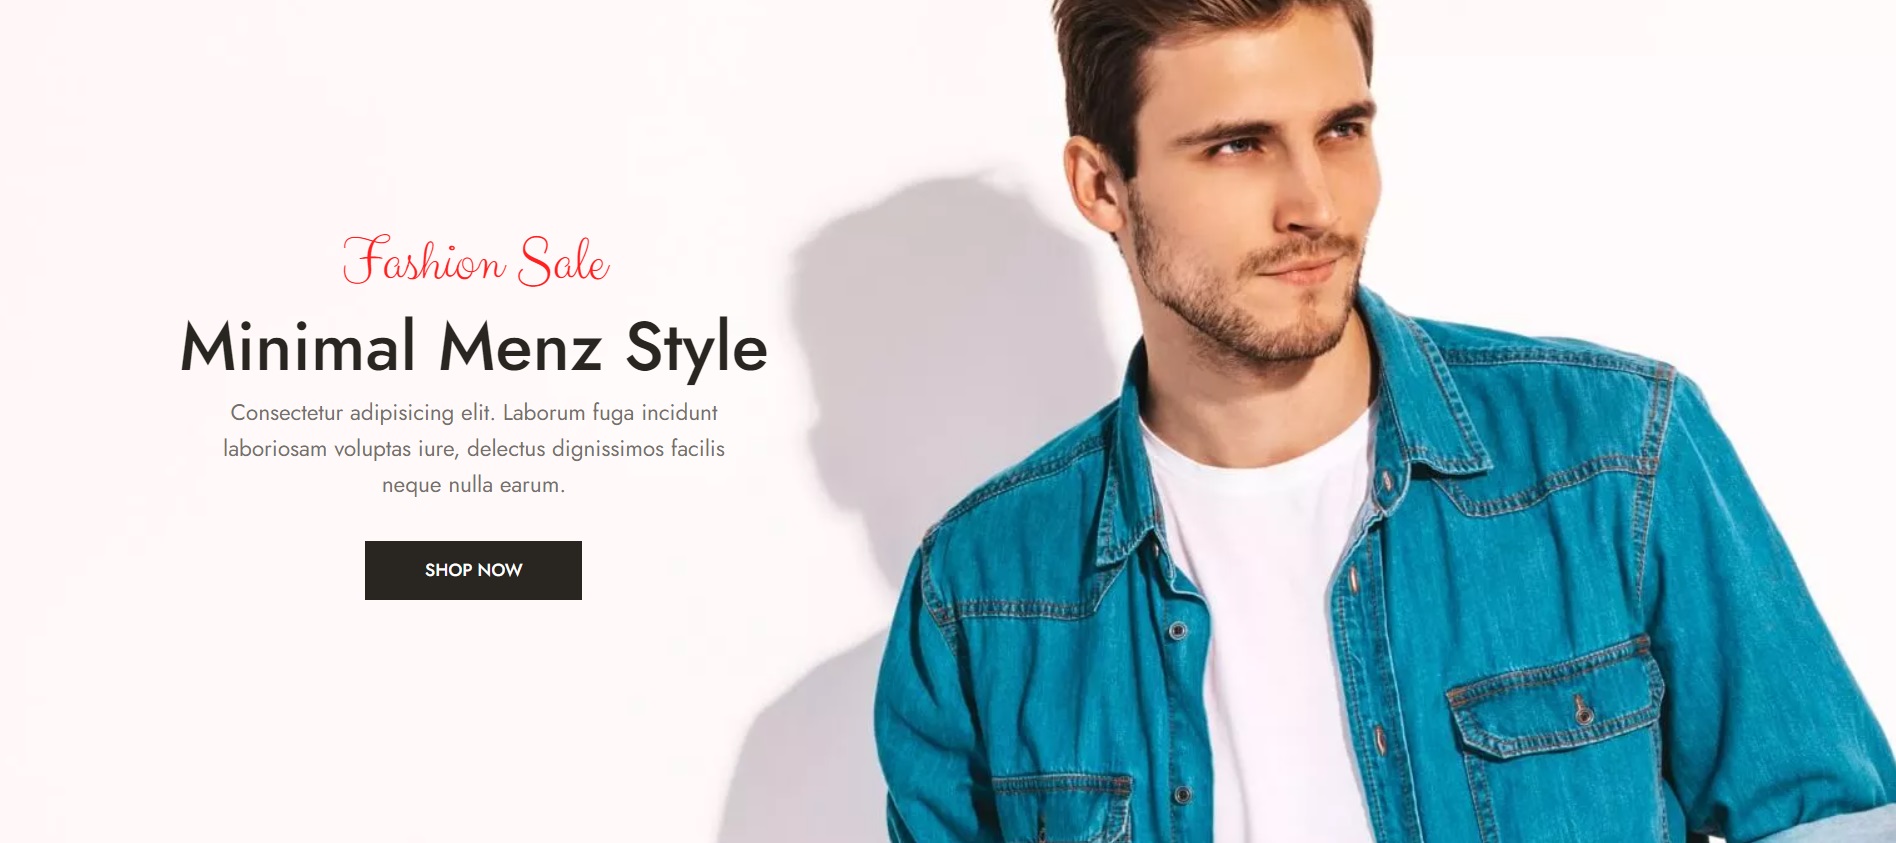 Fashion Sale
Minimal Menz Style
Consectetur adipisicing elit. Laborum fuga incidunt
laboriosam voluptas iure, delectus dignissimos facilis
neque nulla earum.
SHOP NOW